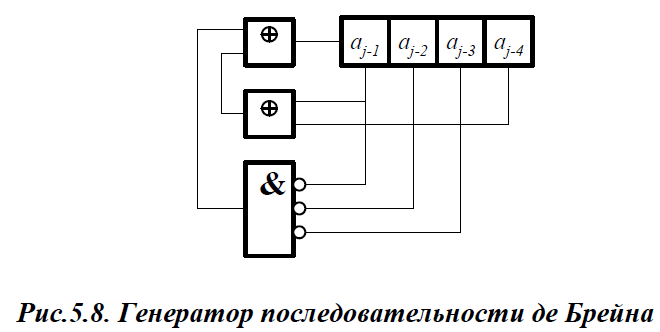 ⊕ a_{j-1} a_{j-2} a_{j-3} a_{j-4}
⊕
&
Рис.5.8. Генератор последовательности де Брейна